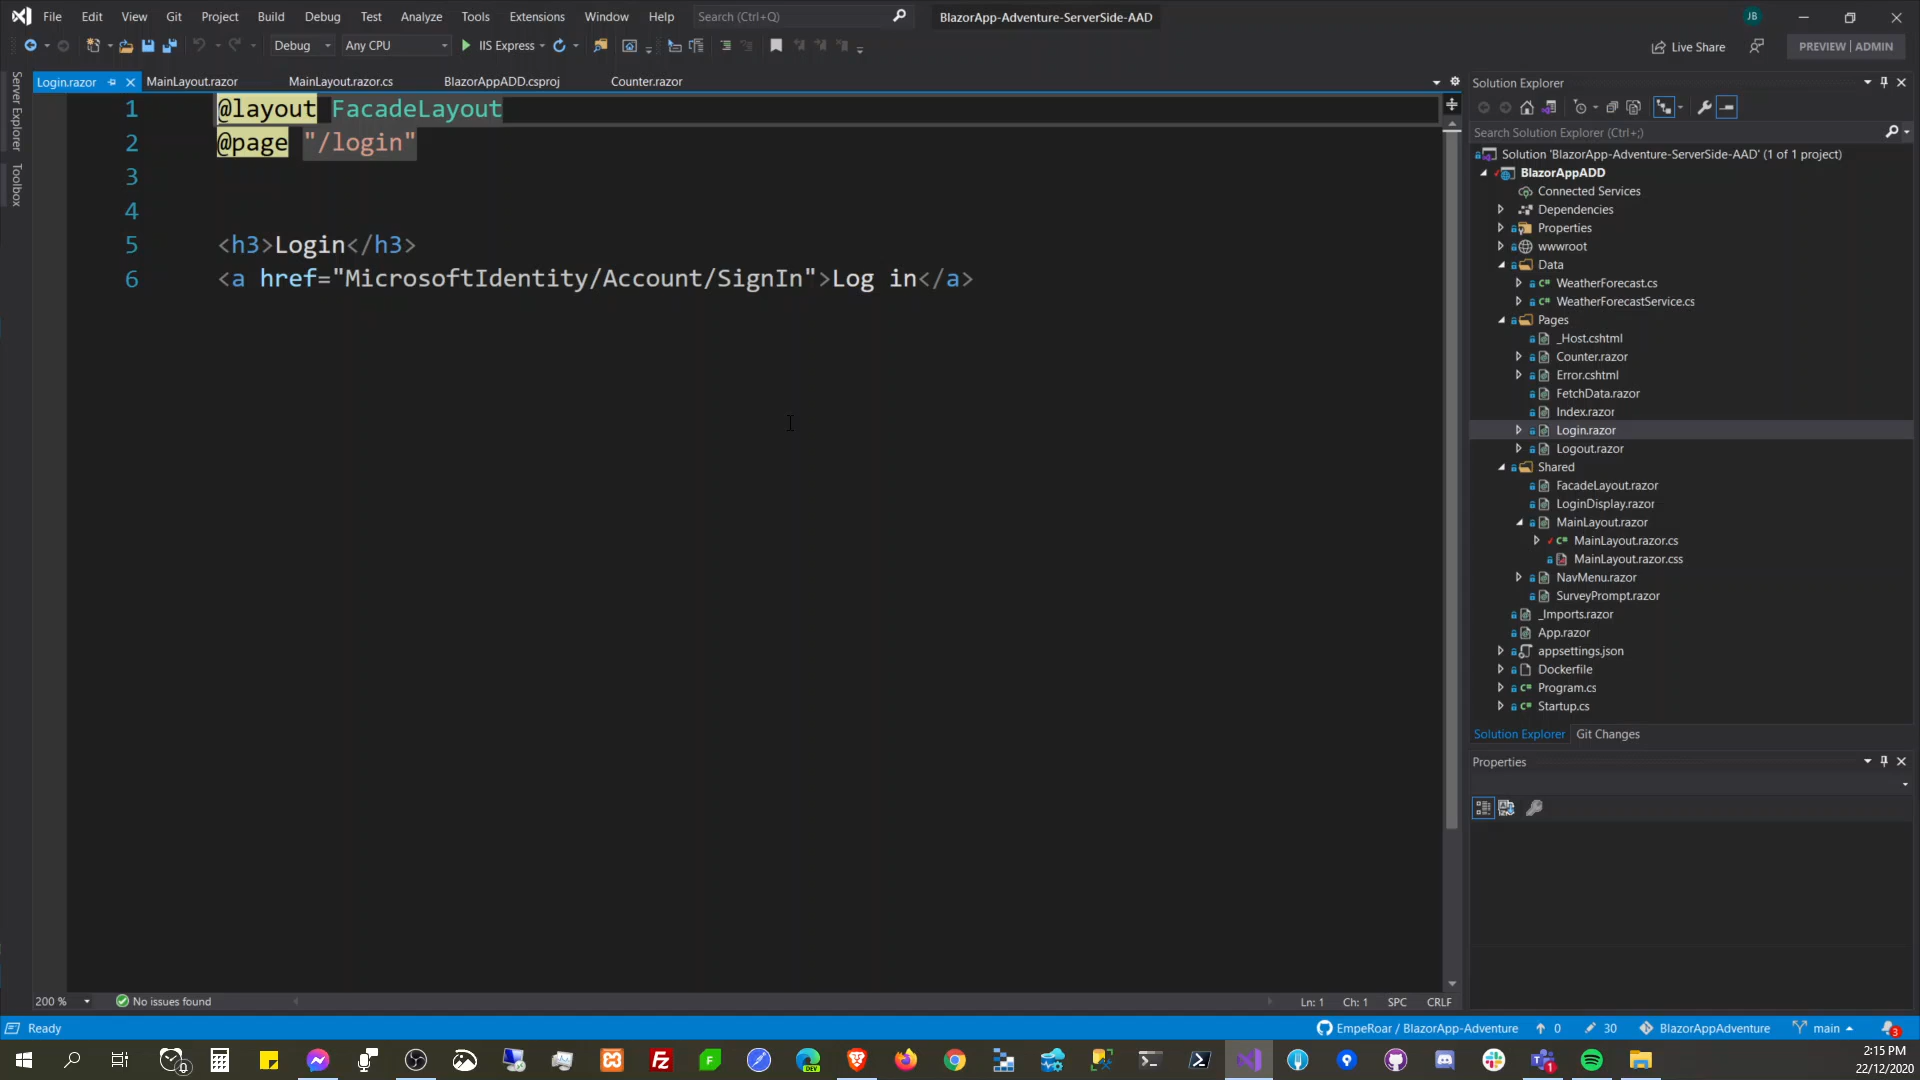 File Edit View Git Project Build Debug Test Analyze Tools Extensions Window Help Search (Ctrl+Q) BlazorApp-Adventure-ServerSide-AAD JB
Debug Any CPU IIS Express Live Share PREVIEW | ADMIN
Server Explorer
Toolbox
Login.razor MainLayout.razor MainLayout.razor.cs BlazorAppADD.csproj Counter.razor
1 @layout FacadeLayout
2 @page "/login"
3
4
5 <h3>Login</h3>
6 <a href="MicrosoftIdentity/Account/SignIn">Log in</a>
200 % No issues found Ln: 1 Ch: 1 SPC CRLF
Solution Explorer
Search Solution Explorer (Ctrl+;)
Solution 'BlazorApp-Adventure-ServerSide-AAD' (1 of 1 project)
BlazorAppADD
Connected Services
Dependencies
Properties
wwwroot
Data
WeatherForecast.cs
WeatherForecastService.cs
Pages
_Host.cshtml
Counter.razor
Error.cshtml
FetchData.razor
Index.razor
Login.razor
Logout.razor
Shared
FacadeLayout.razor
LoginDisplay.razor
MainLayout.razor
MainLayout.razor.cs
MainLayout.razor.css
NavMenu.razor
SurveyPrompt.razor
_Imports.razor
App.razor
appsettings.json
Dockerfile
Program.cs
Startup.cs
Solution Explorer Git Changes
Properties
Ready EmpeRoar / BlazorApp-Adventure 0 30 BlazorAppAdventure main 3
2:15 PM
22/12/2020